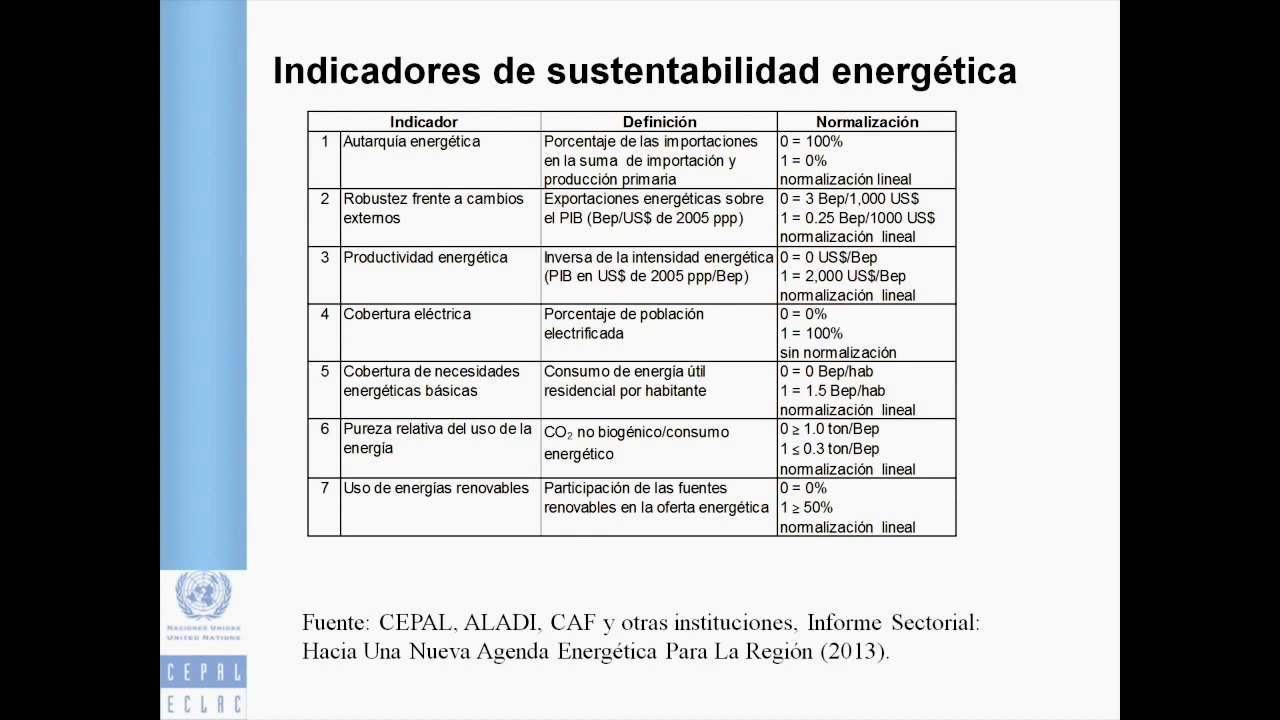 Indicadores de sustentabilidad energética
Indicador Definición Normalización
1 Autarquía energética Porcentaje de las importaciones 0 = 100%
en la suma de importación y 1 = 0%
producción primaria normalización lineal
2 Robustez frente a cambios Exportaciones energéticas sobre 0 = 3 Bep/1,000 US$
externos el PIB (Bep/US$ de 2005 ppp) 1 = 0.25 Bep/1000 US$
normalización lineal
3 Productividad energética Inversa de la intensidad energética 0 = 0 US$/Bep
(PIB en US$ de 2005 ppp/Bep) 1 = 2,000 US$/Bep
normalización lineal
4 Cobertura eléctrica Porcentaje de población 0 = 0%
electrificada 1 = 100%
sin normalización
5 Cobertura de necesidades Consumo de energía útil 0 = 0 Bep/hab
energéticas básicas residencial por habitante 1 = 1.5 Bep/hab
normalización lineal
6 Pureza relativa del uso de la CO₂ no biogénico/consumo 0 ≥ 1.0 ton/Bep
energía energético 1 ≤ 0.3 ton/Bep
normalización lineal
7 Uso de energías renovables Participación de las fuentes 0 = 0%
renovables en la oferta energética 1 ≥ 50%
normalización lineal
Fuente: CEPAL, ALADI, CAF y otras instituciones, Informe Sectorial:
Hacia Una Nueva Agenda Energética Para La Región (2013).
NACIONES UNIDAS
UNITED NATIONS
CEPAL
ECLAC